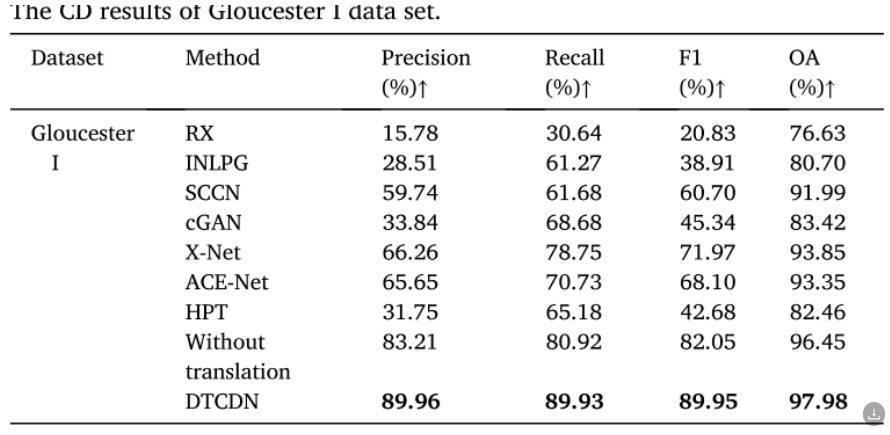 The CD results of Gloucester I data set.
Dataset Method Precision (%)↑ Recall (%)↑ F1 (%)↑ OA (%)↑
Gloucester I RX 15.78 30.64 20.83 76.63
INLPG 28.51 61.27 38.91 80.70
SCCN 59.74 61.68 60.70 91.99
cGAN 33.84 68.68 45.34 83.42
X-Net 66.26 78.75 71.97 93.85
ACE-Net 65.65 70.73 68.10 93.35
HPT 31.75 65.18 42.68 82.46
Without translation 83.21 80.92 82.05 96.45
DTCDN 89.96 89.93 89.95 97.98